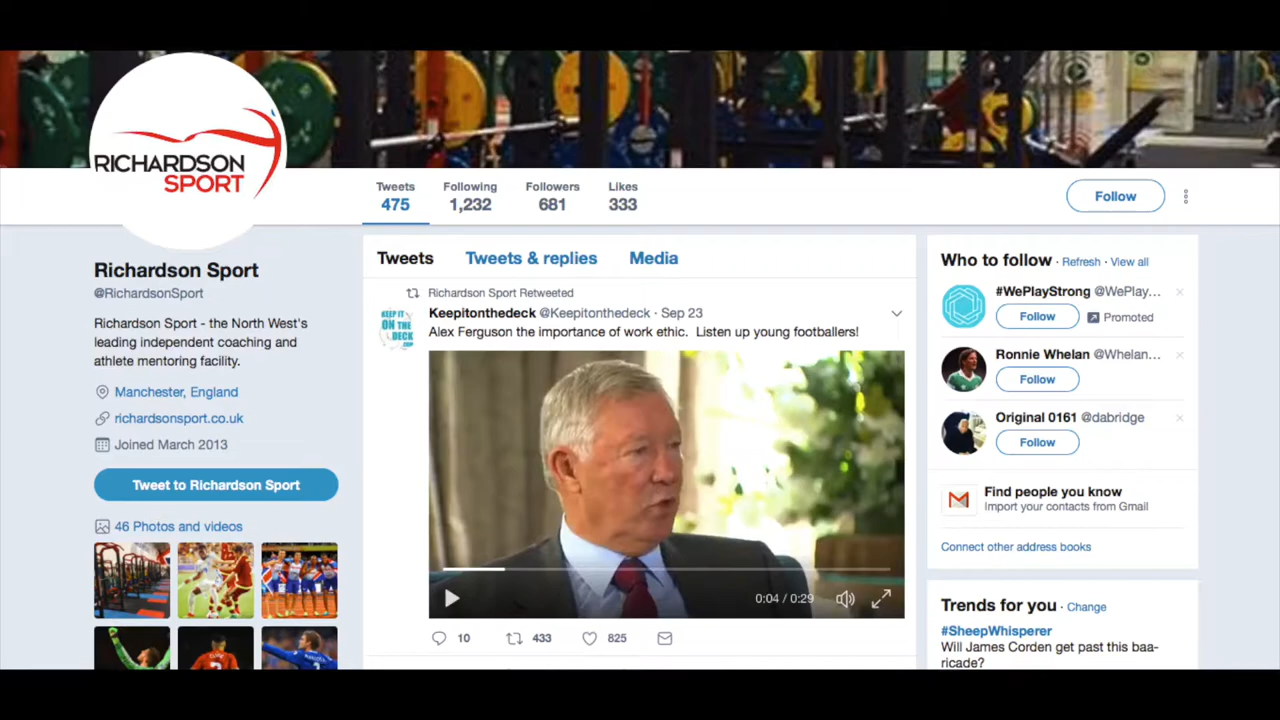 RICHARDSON
SPORT
Tweets
475
Following
1,232
Followers
681
Likes
333
Follow
Richardson Sport
@RichardsonSport
Richardson Sport - the North West's
leading independent coaching and
athlete mentoring facility.
Manchester, England
richardsonsport.co.uk
Joined March 2013
Tweet to Richardson Sport
46 Photos and videos
Tweets
Tweets & replies
Media
Richardson Sport Retweeted
Keepitonthedeck @Keepitonthedeck · Sep 23
KEEP IT
ON THE
DECK
.COM
Alex Ferguson the importance of work ethic. Listen up young footballers!
0:04 / 0:29
10
433
825
Who to follow · Refresh · View all
#WePlayStrong @WePlay...
Follow
Promoted
Ronnie Whelan @Whelan...
Follow
Original 0161 @dabridge
Follow
Find people you know
Import your contacts from Gmail
Connect other address books
Trends for you · Change
#SheepWhisperer
Will James Corden get past this baa-
ricade?